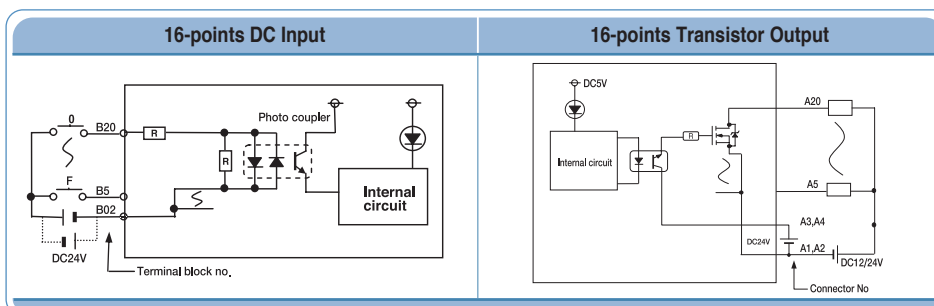 16-points DC Input
16-points Transistor Output
0
B20
R
Photo coupler
R
F
B5
B02
DC24V
Internal
circuit
Terminal block no.
DC5V
Internal circuit
R
A20
A5
A3,A4
DC24V
A1,A2
DC12/24V
Connector No